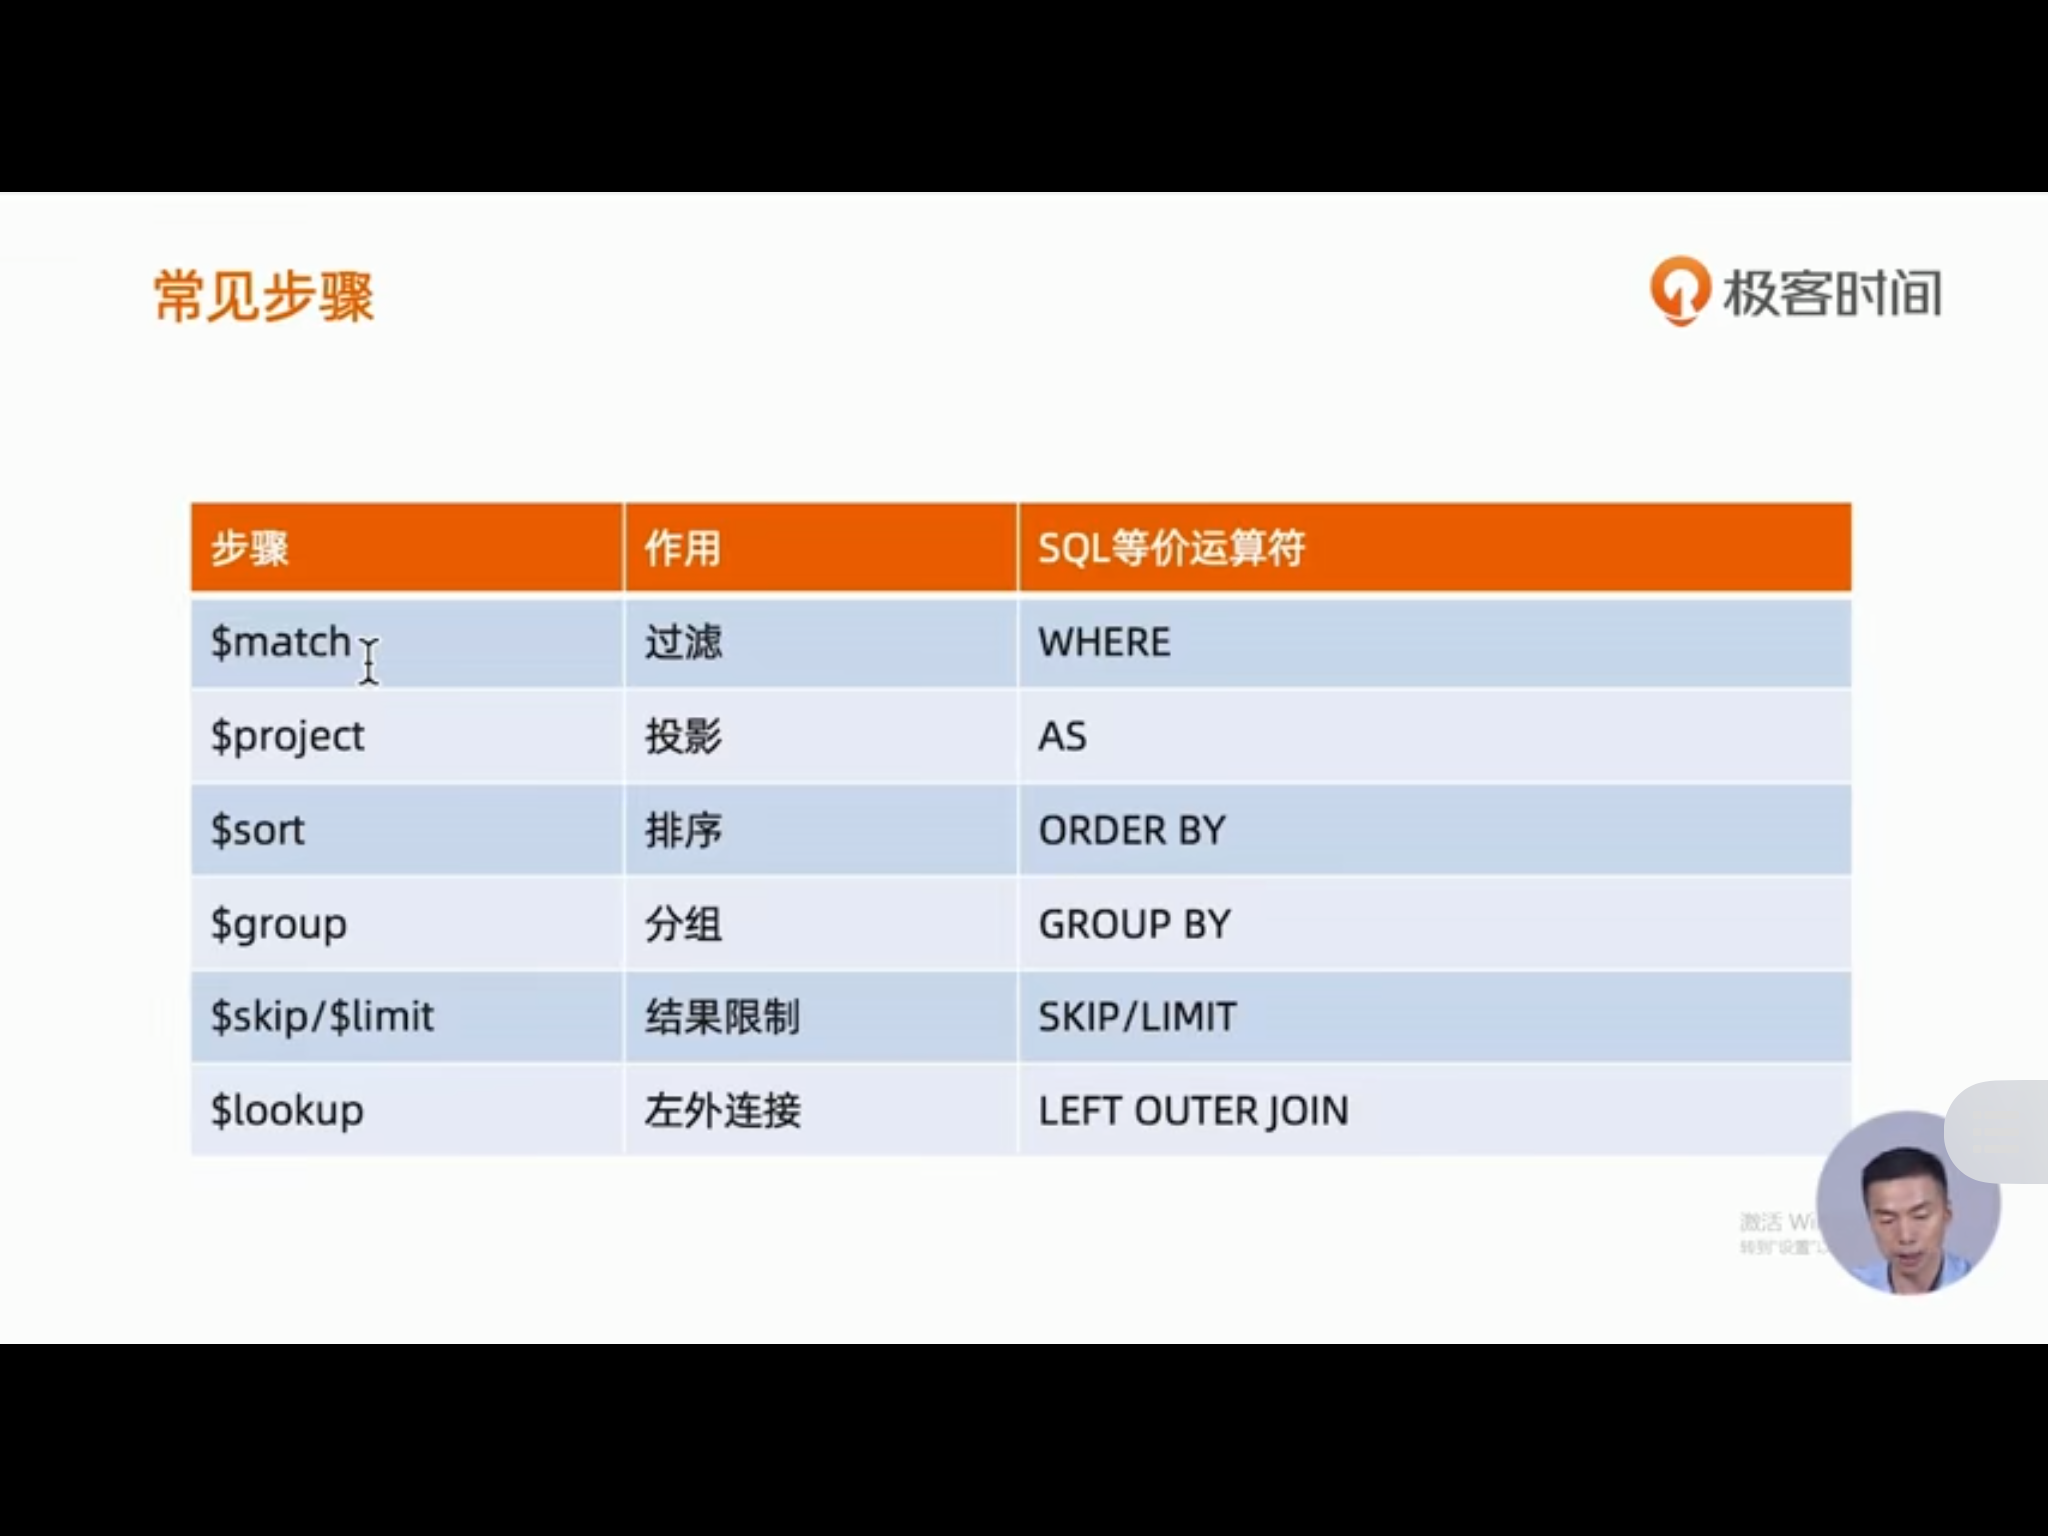 常见步骤
极客时间
步骤 作用 SQL等价运算符
$match 过滤 WHERE
$project 投影 AS
$sort 排序 ORDER BY
$group 分组 GROUP BY
$skip/$limit 结果限制 SKIP/LIMIT
$lookup 左外连接 LEFT OUTER JOIN
激活 Wi
转到"设置"以